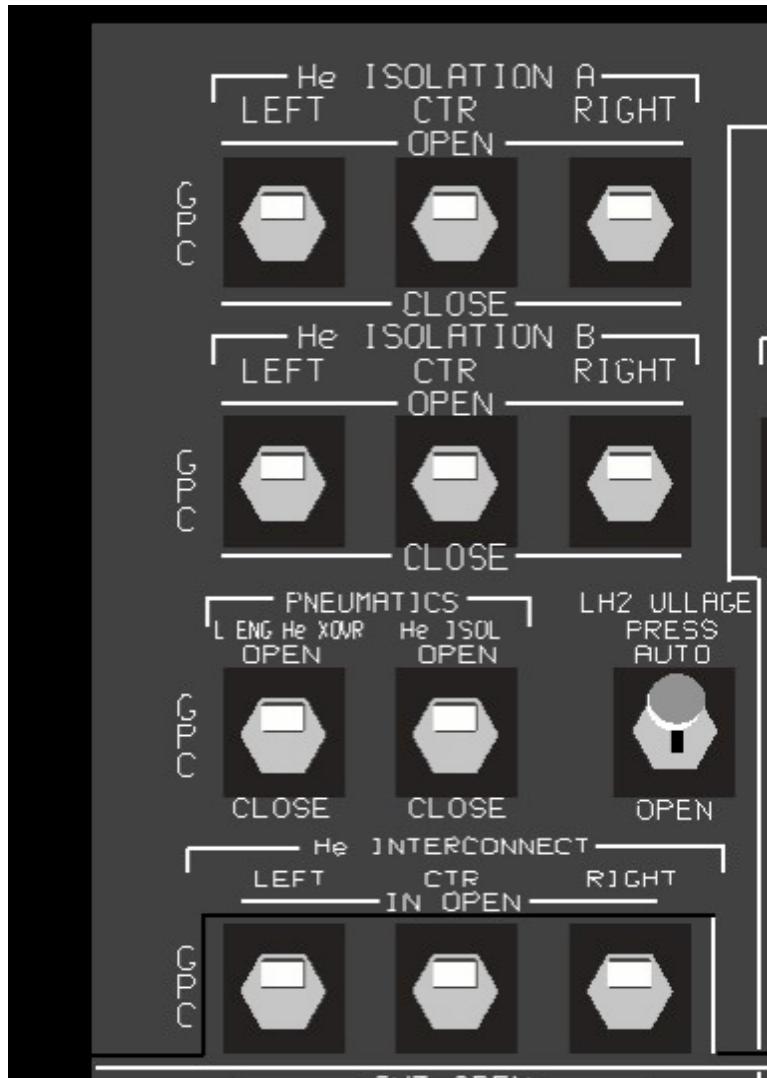 He ISOLATION A
LEFT CTR RIGHT
OPEN
GPC
CLOSE
He ISOLATION B
LEFT CTR RIGHT
OPEN
GPC
CLOSE
PNEUMATICS
L ENG He XOVR He ISOL
OPEN OPEN
GPC
CLOSE CLOSE
LH2 ULLAGE
PRESS
AUTO
OPEN
He INTERCONNECT
LEFT CTR RIGHT
IN OPEN
GPC